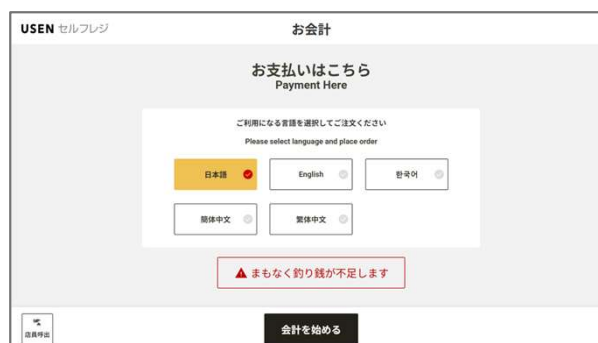 USEN セルフレジ
お会計
お支払いはこちら
Payment Here
ご利用になる言語を選択してご注文ください
Please select language and place order
日本語
English
한국어
簡体中文
繁体中文
まもなく釣り銭が不足します
店員呼出
会計を始める